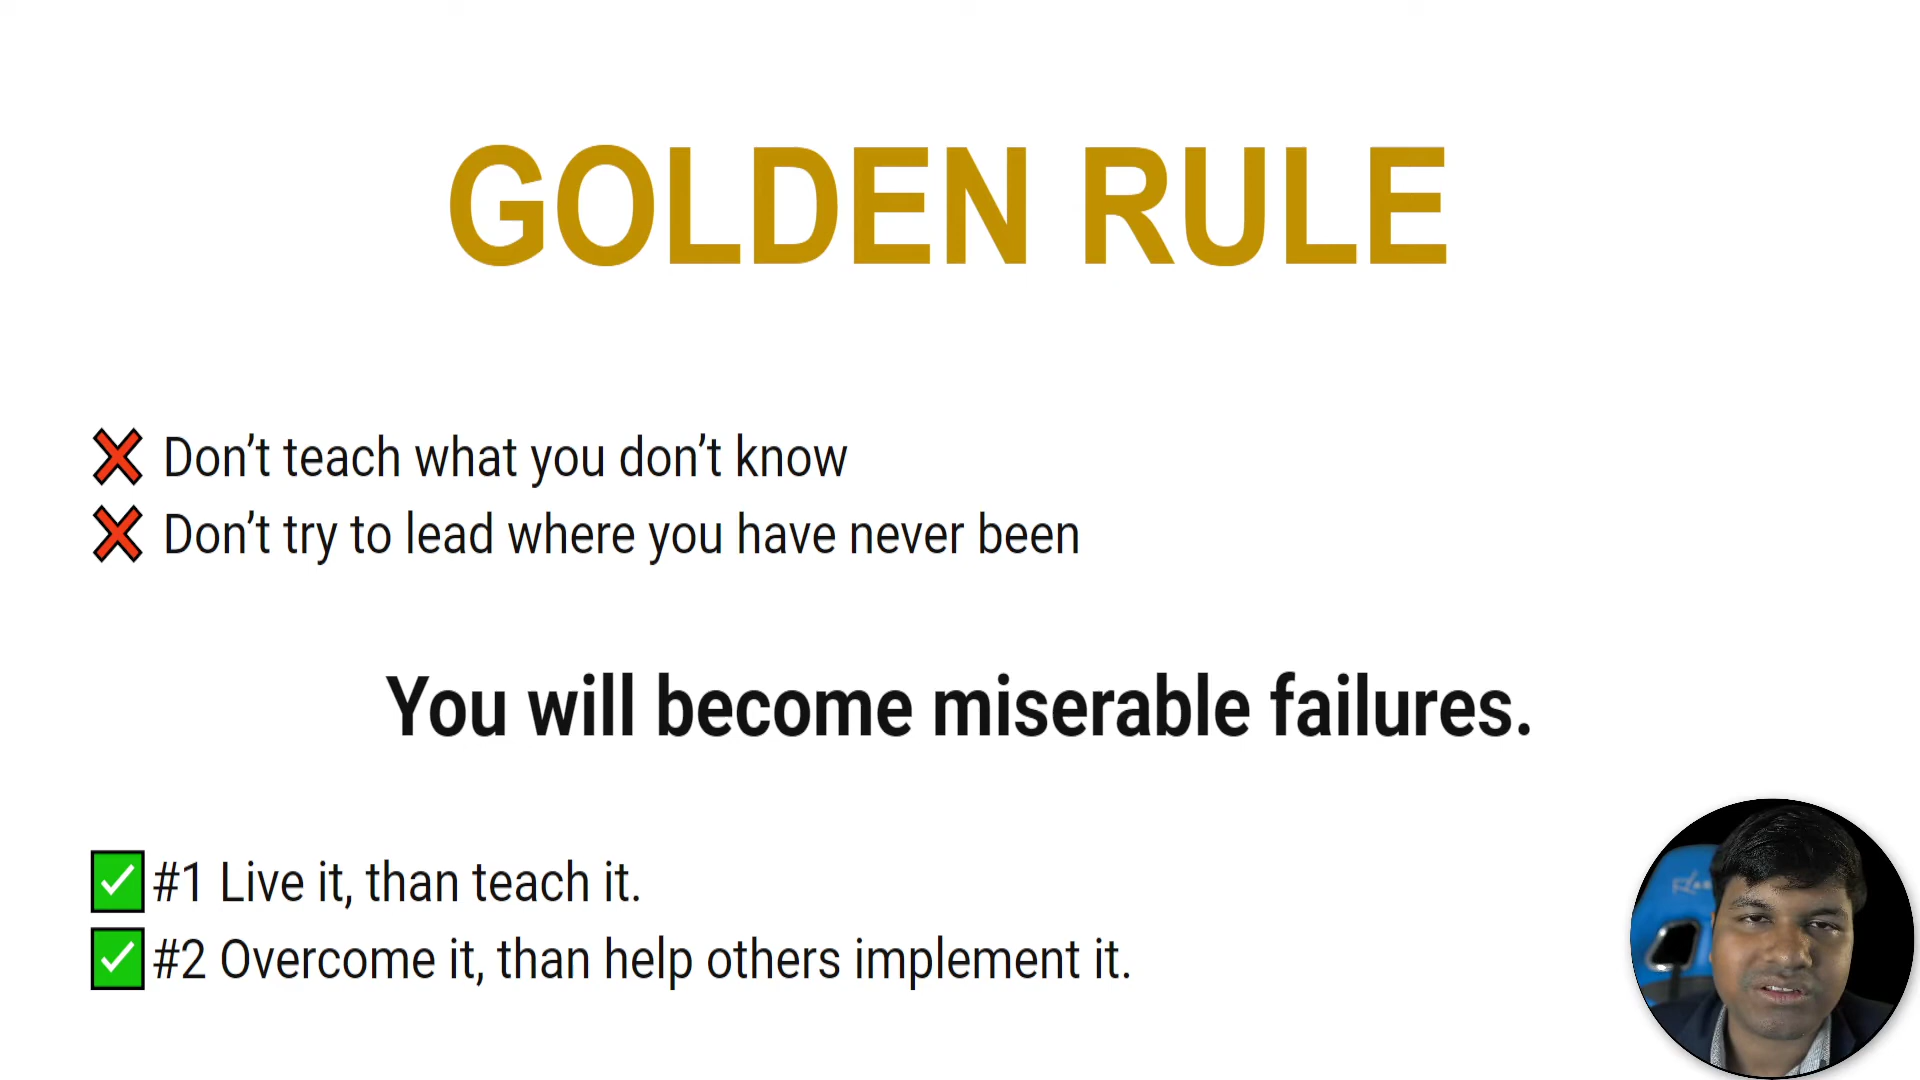 GOLDEN RULE
Don’t teach what you don’t know
Don’t try to lead where you have never been
You will become miserable failures.
#1 Live it, than teach it.
#2 Overcome it, than help others implement it.